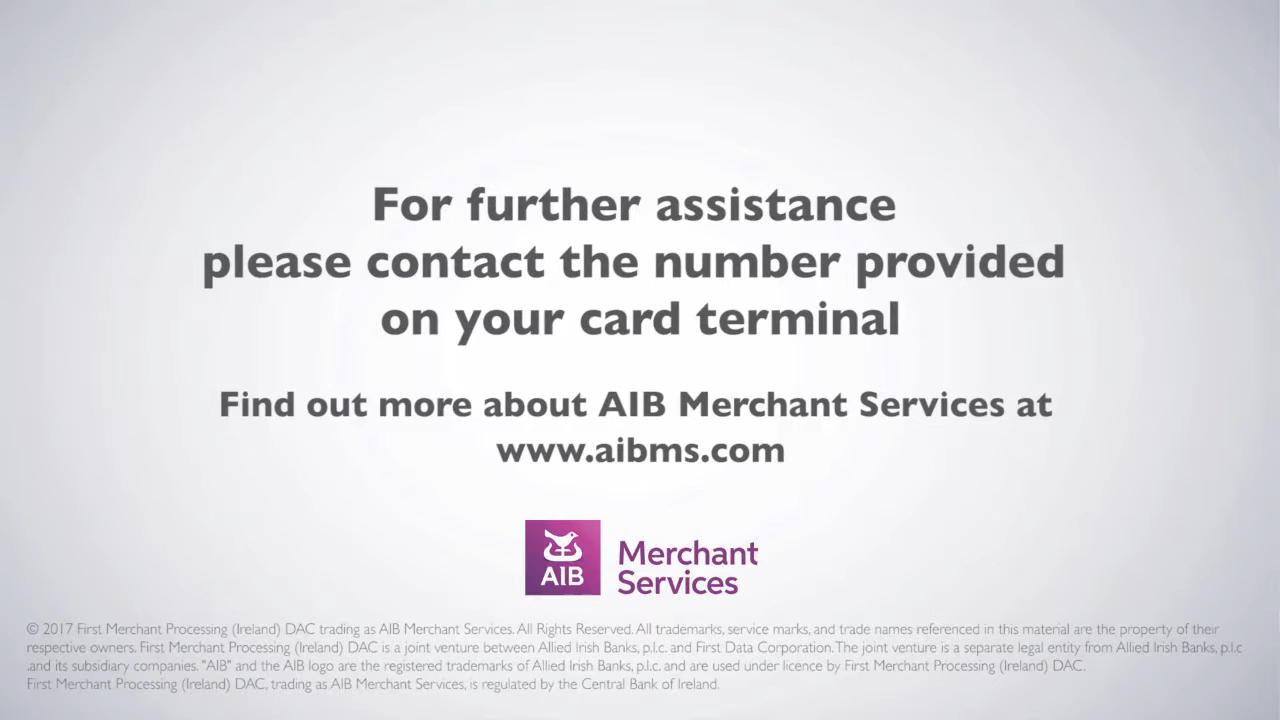 For further assistance
please contact the number provided
on your card terminal
Find out more about AIB Merchant Services at
www.aibms.com
AIB
Merchant
Services
© 2017 First Merchant Processing (Ireland) DAC trading as AIB Merchant Services. All Rights Reserved. All trademarks, service marks, and trade names referenced in this material are the property of their
respective owners. First Merchant Processing (Ireland) DAC is a joint venture between Allied Irish Banks, p.l.c. and First Data Corporation. The joint venture is a separate legal entity from Allied Irish Banks, p.l.c
.and its subsidiary companies. "AIB" and the AIB logo are the registered trademarks of Allied Irish Banks, p.l.c. and are used under licence by First Merchant Processing (Ireland) DAC.
First Merchant Processing (Ireland) DAC, trading as AIB Merchant Services, is regulated by the Central Bank of Ireland.